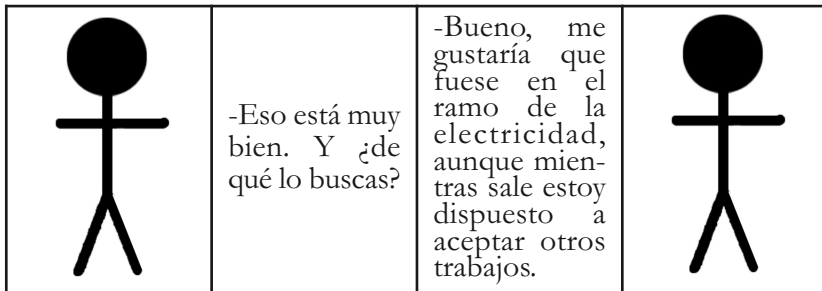 -Eso está muy
bien. Y ¿de
qué lo buscas?
-Bueno, me
gustaría que
fuese en el
ramo de la
electricidad,
aunque mien-
tras sale estoy
dispuesto a
aceptar otros
trabajos.